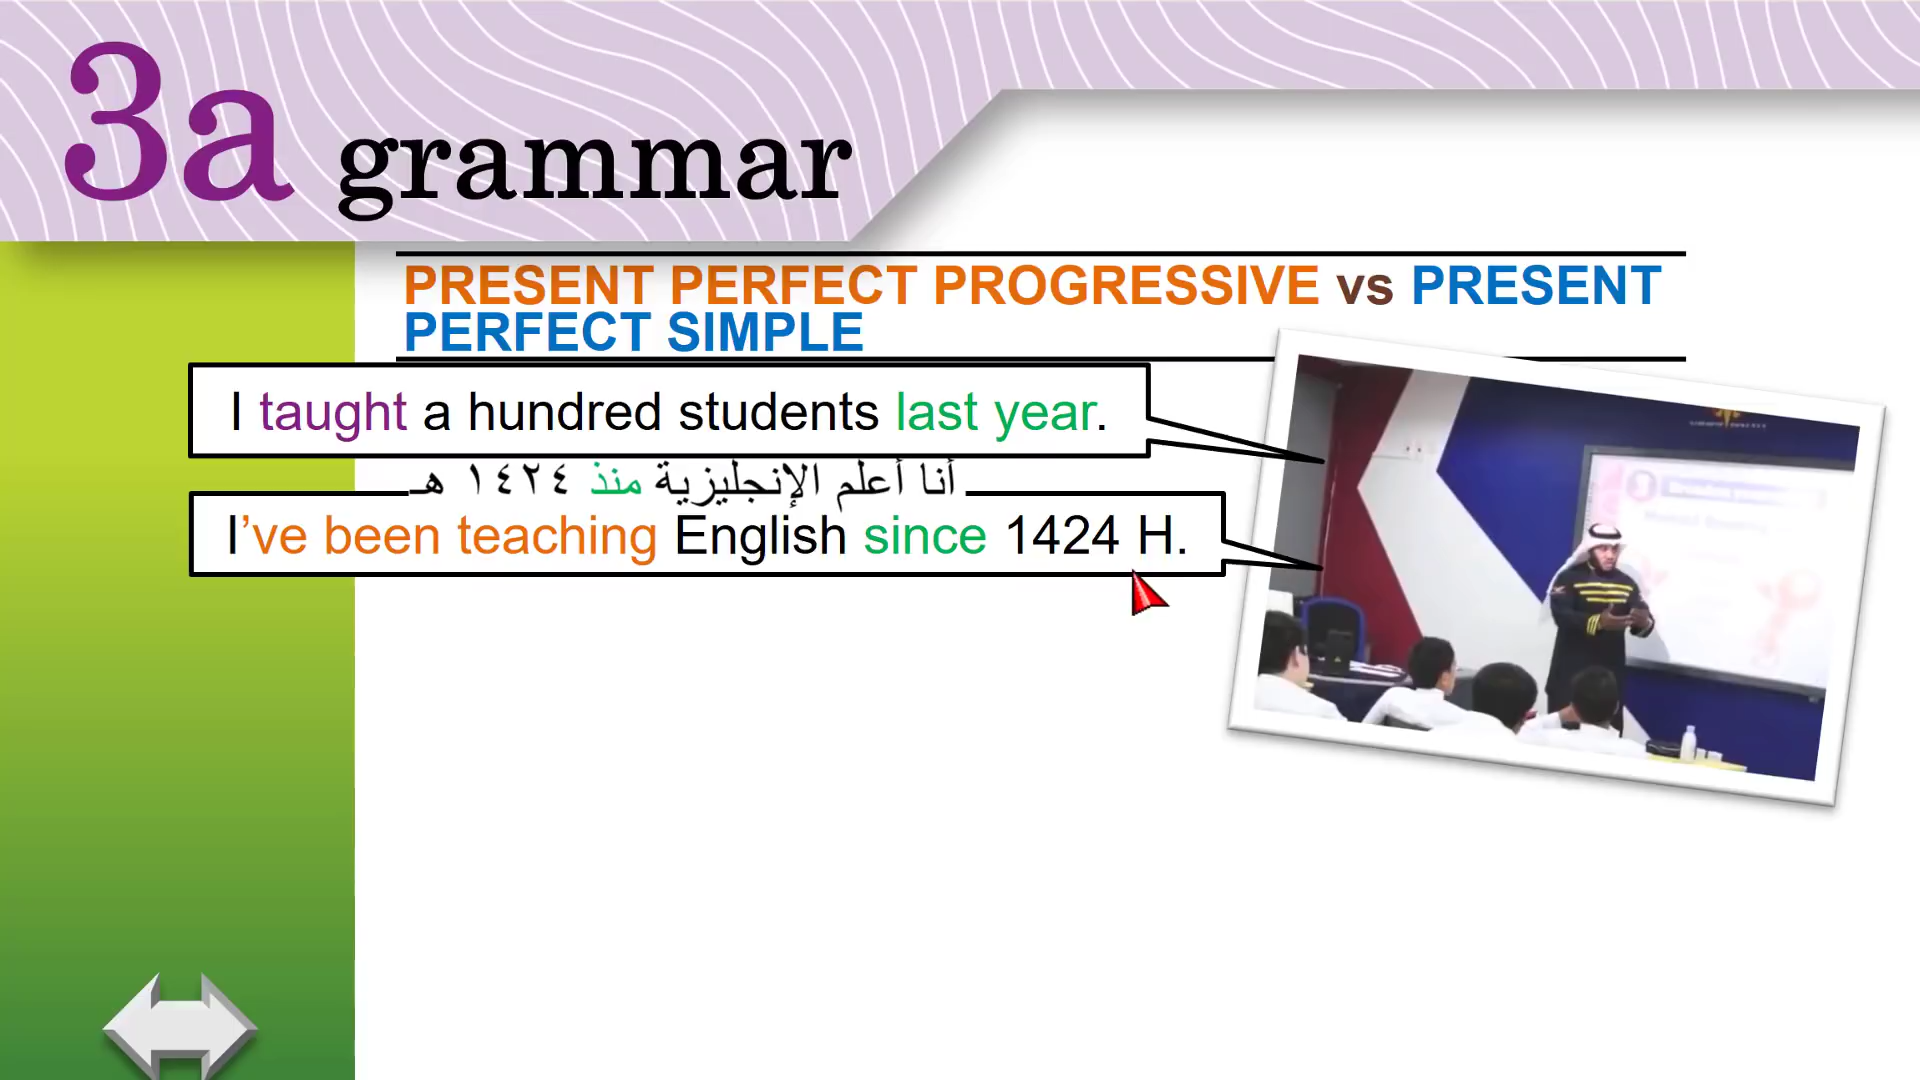 3a grammar
PRESENT PERFECT PROGRESSIVE vs PRESENT
PERFECT SIMPLE
I taught a hundred students last year.
أنا أعلم الإنجليزية منذ ١٤٢٤ هـ
I’ve been teaching English since 1424 H.